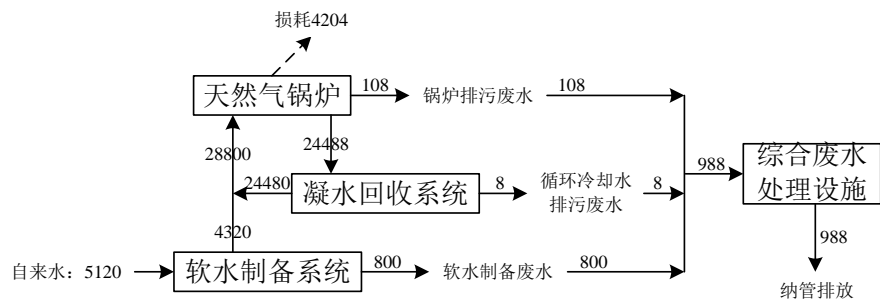 损耗4204
天然气锅炉
108
锅炉排污废水
108
28800
24488
24480
凝水回收系统
8
循环冷却水
排污废水
8
988
综合废水
处理设施
4320
988
自来水：5120
软水制备系统
800
软水制备废水
800
纳管排放